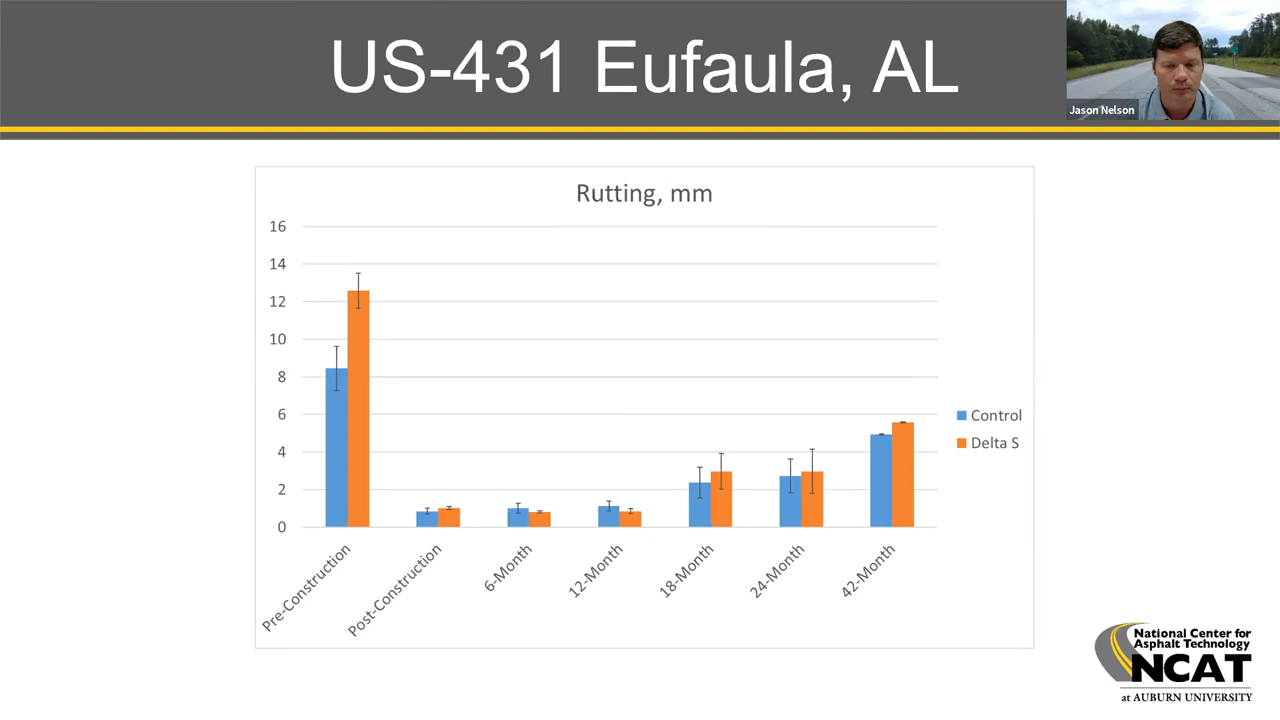 US-431 Eufaula, AL
Jason Nelson
Rutting, mm
16
14
12
10
8
6
4
2
0
Pre-Construction
Post-Construction
6-Month
12-Month
18-Month
24-Month
42-Month
Control
Delta S
National Center for
Asphalt Technology
NCAT
at AUBURN UNIVERSITY